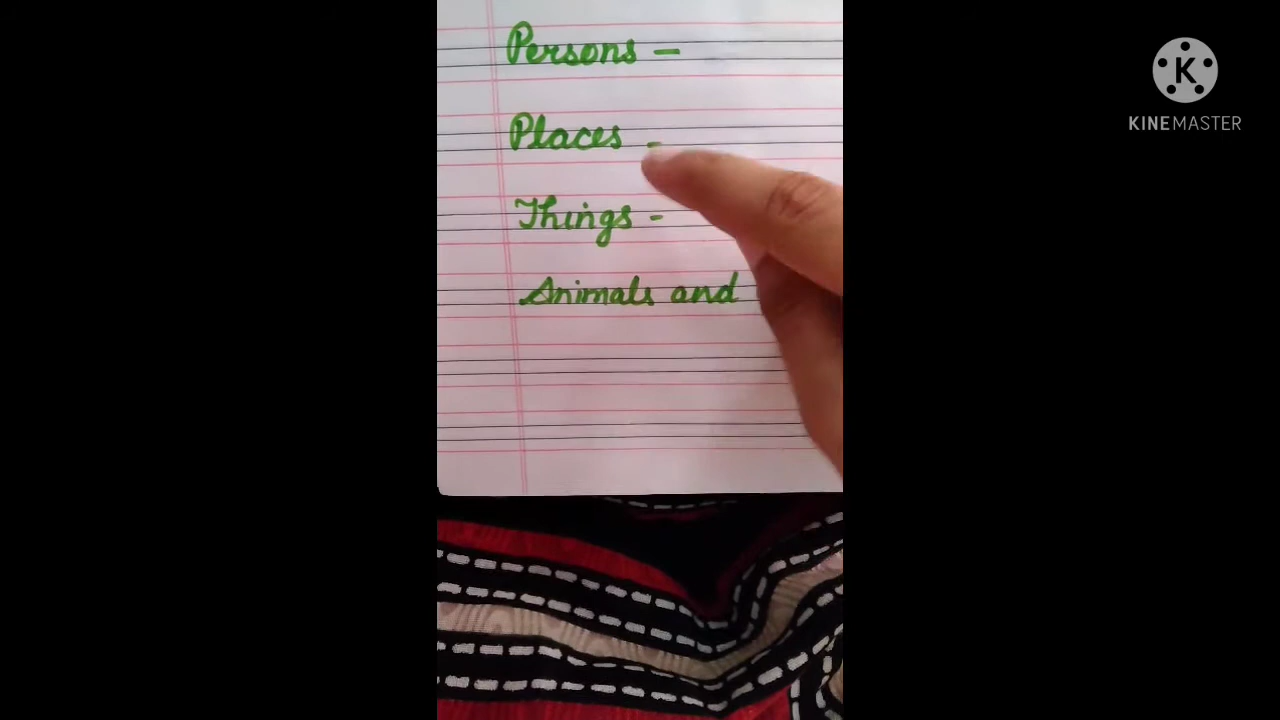 Persons -
Places -
Things -
Animals and
K
KINEMASTER